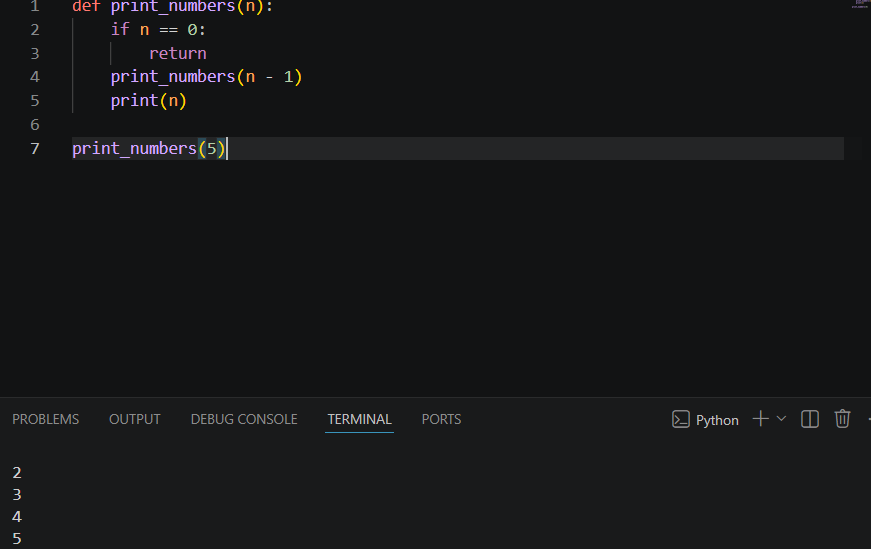 1 def print_numbers(n):
2     if n == 0:
3         return
4     print_numbers(n - 1)
5     print(n)
6
7 print_numbers(5)
PROBLEMS OUTPUT DEBUG CONSOLE TERMINAL PORTS Python
2
3
4
5